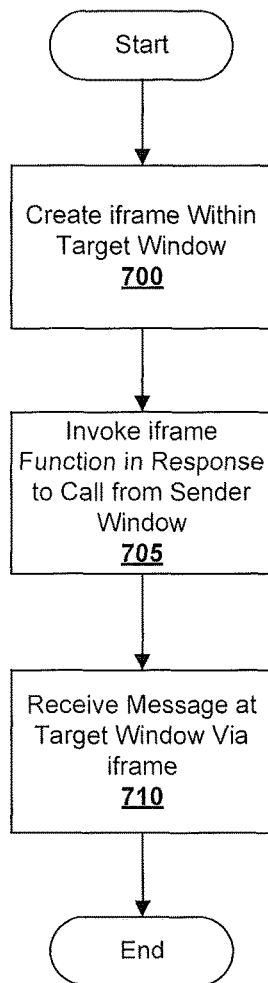 Start
Create iframe Within
Target Window
700
Invoke iframe
Function in Response
to Call from Sender
Window
705
Receive Message at
Target Window Via
iframe
710
End